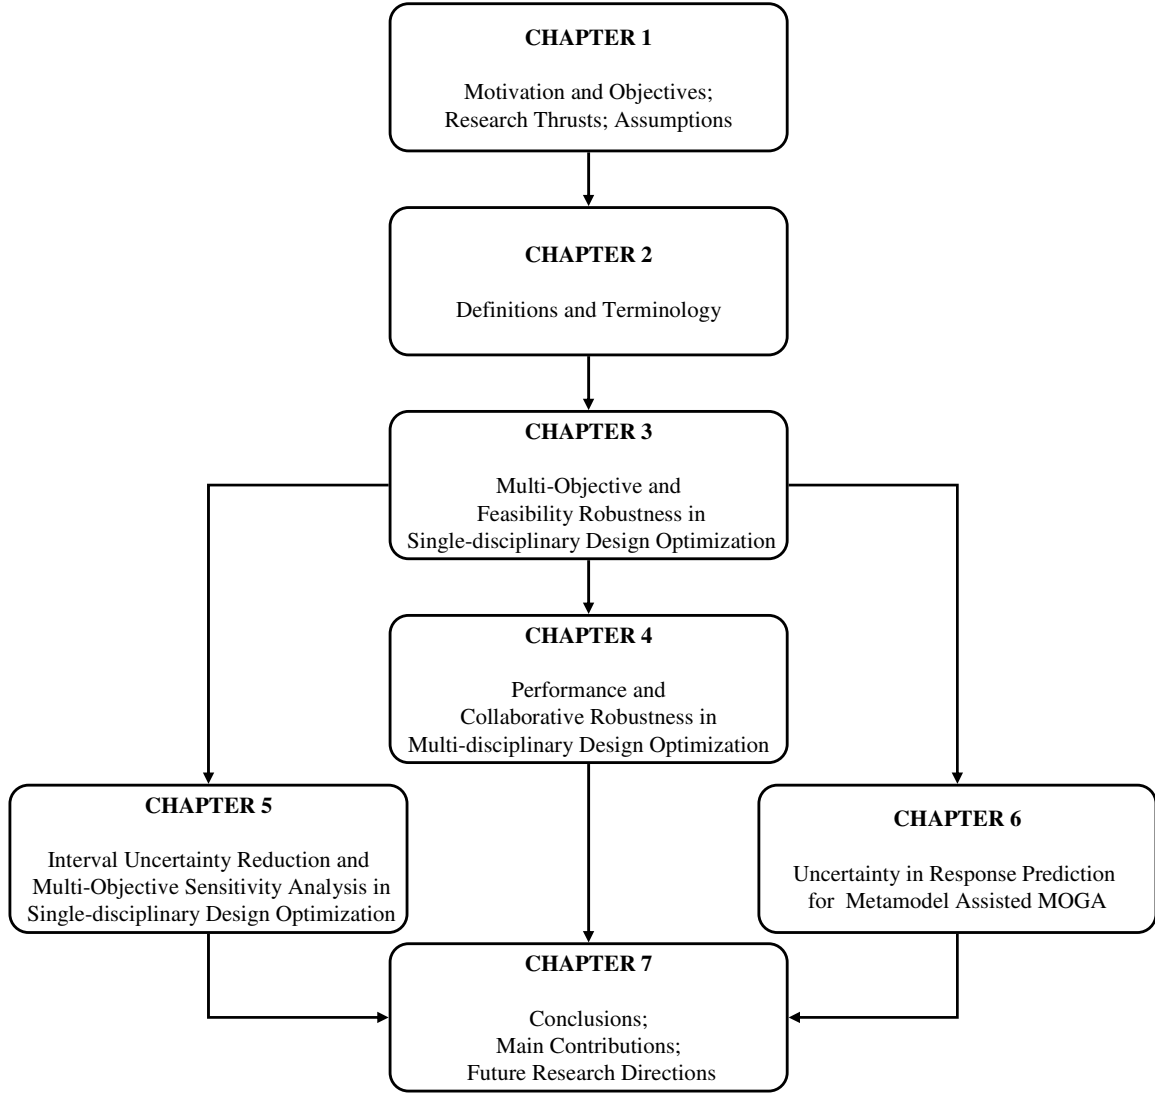 CHAPTER 1
Motivation and Objectives;
Research Thrusts; Assumptions
CHAPTER 2
Definitions and Terminology
CHAPTER 3
Multi-Objective and
Feasibility Robustness in
Single-disciplinary Design Optimization
CHAPTER 4
Performance and
Collaborative Robustness in
Multi-disciplinary Design Optimization
CHAPTER 5
Interval Uncertainty Reduction and
Multi-Objective Sensitivity Analysis in
Single-disciplinary Design Optimization
CHAPTER 6
Uncertainty in Response Prediction
for Metamodel Assisted MOGA
CHAPTER 7
Conclusions;
Main Contributions;
Future Research Directions